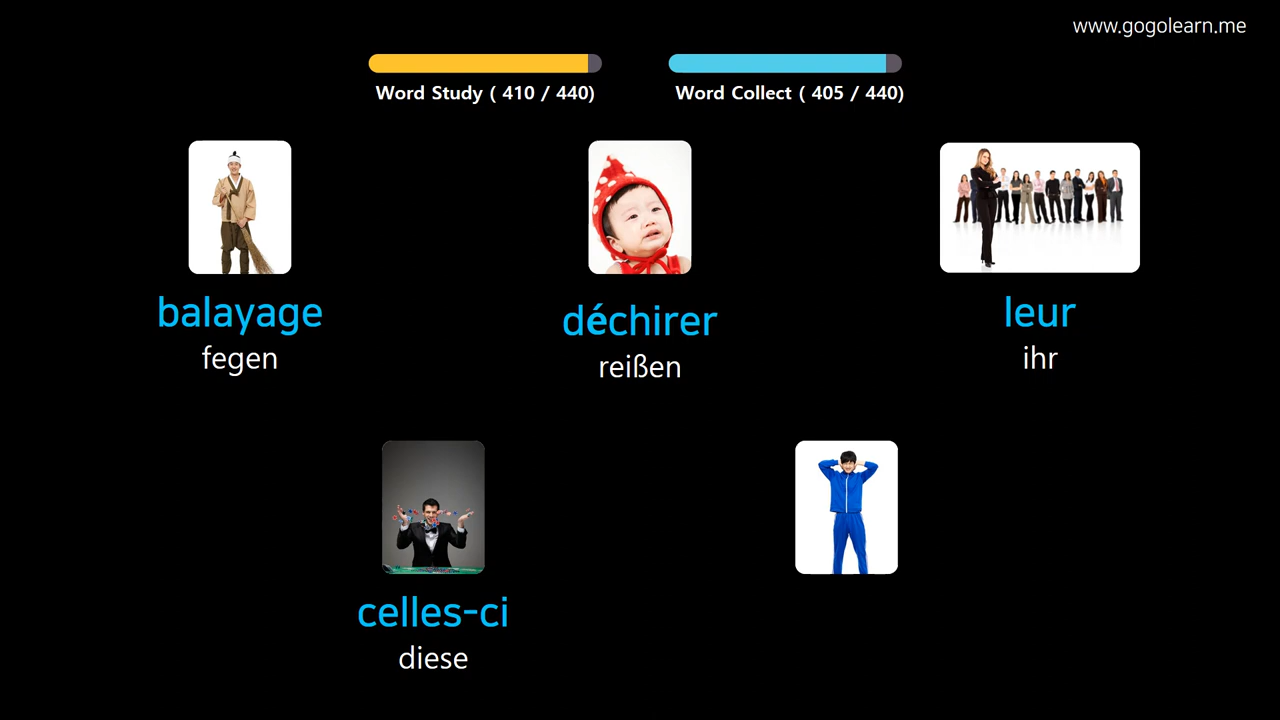 www.gogolearn.me
Word Study ( 410 / 440)
Word Collect ( 405 / 440)
balayage
fegen
déchirer
reißen
leur
ihr
celles-ci
diese